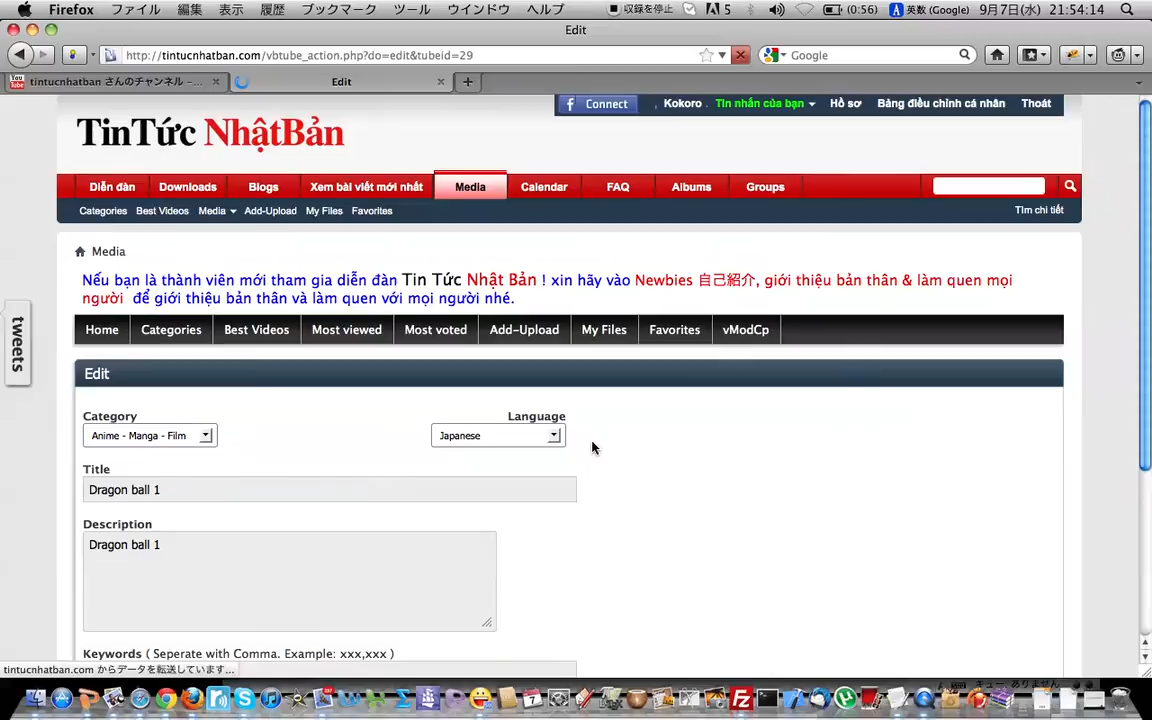 Firefox ファイル 編集 表示 履歴 ブックマーク ツール ウインドウ ヘルプ 収録を停止 5 (0:56) 英数 (Google) 9月7日(水) 21:54:14
Edit
http://tintucnhatban.com/vbtube_action.php?do=edit&tubeid=29 Google
tintucnhatban さんのチャンネル – ... Edit
Connect Kokoro Tin nhắn của bạn Hồ sơ Bảng điều chỉnh cá nhân Thoát
TinTức NhậtBản
Diễn đàn Downloads Blogs Xem bài viết mới nhất Media Calendar FAQ Albums Groups
Categories Best Videos Media Add-Upload My Files Favorites Tìm chi tiết
Media
Nếu bạn là thành viên mới tham gia diễn đàn Tin Tức Nhật Bản ! xin hãy vào Newbies 自己紹介, giới thiệu bản thân & làm quen mọi
người để giới thiệu bản thân và làm quen với mọi người nhé.
tweets
Home Categories Best Videos Most viewed Most voted Add-Upload My Files Favorites vModCp
Edit
Category Language
Anime - Manga - Film Japanese
Title
Dragon ball 1
Description
Dragon ball 1
Keywords ( Seperate with Comma. Example: xxx,xxx )
tintucnhatban.com からデータを転送しています...